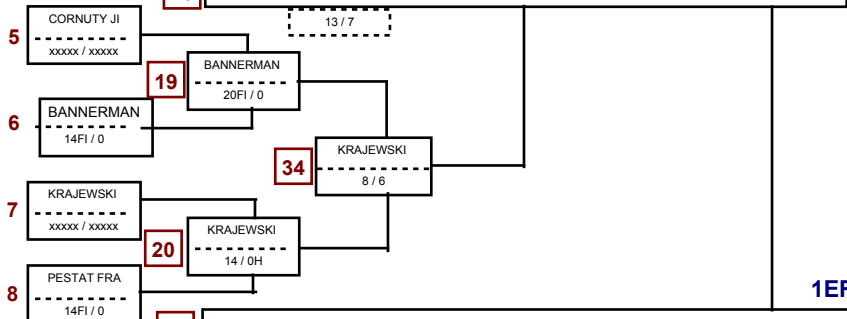 13 / 7
5
CORNUTY JI
xxxxx / xxxxx
19
BANNERMAN
20FI / 0
6
BANNERMAN
14FI / 0
34
KRAJEWSKI
8 / 6
7
KRAJEWSKI
xxxxx / xxxxx
20
KRAJEWSKI
14 / 0H
8
PESTAT FRA
14FI / 0